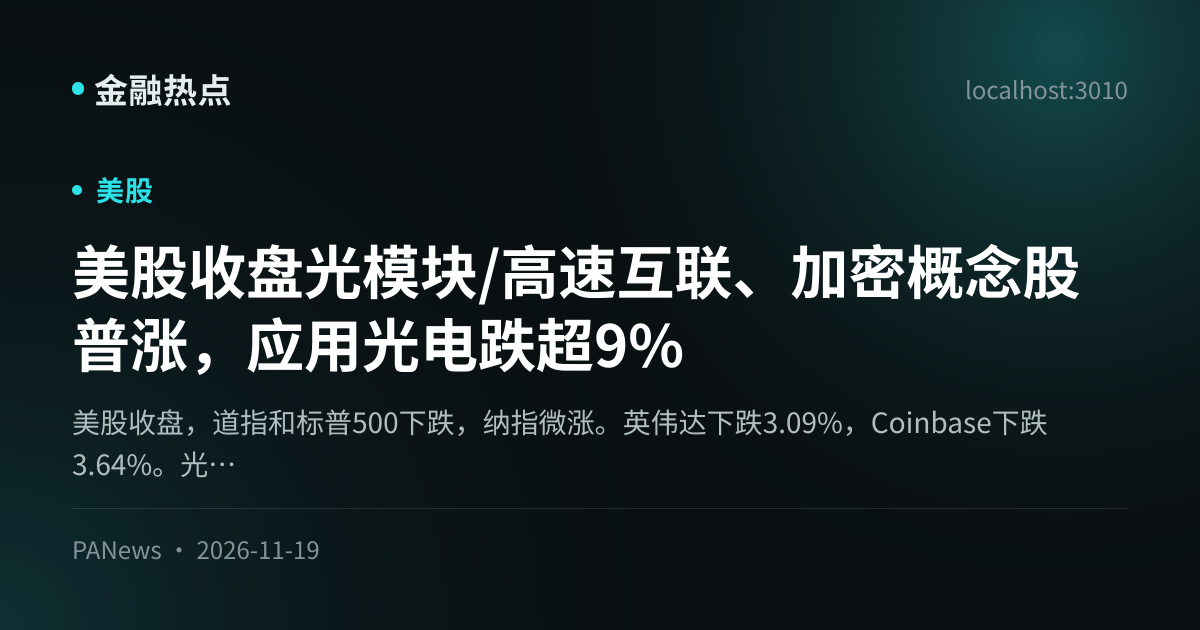 金融热点
localhost:3010
美股
美股收盘光模块/高速互联、加密概念股
普涨，应用光电跌超9%
美股收盘，道指和标普500下跌，纳指微涨。英伟达下跌3.09%，Coinbase下跌
3.64%。光…
PANews • 2026-11-19